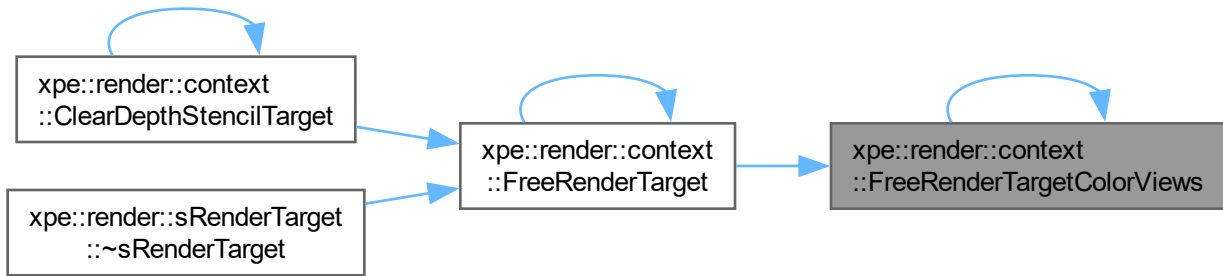 xpe::render::context
::ClearDepthStencilTarget
xpe::render::sRenderTarget
::~sRenderTarget
xpe::render::context
::FreeRenderTarget
xpe::render::context
::FreeRenderTargetColorViews